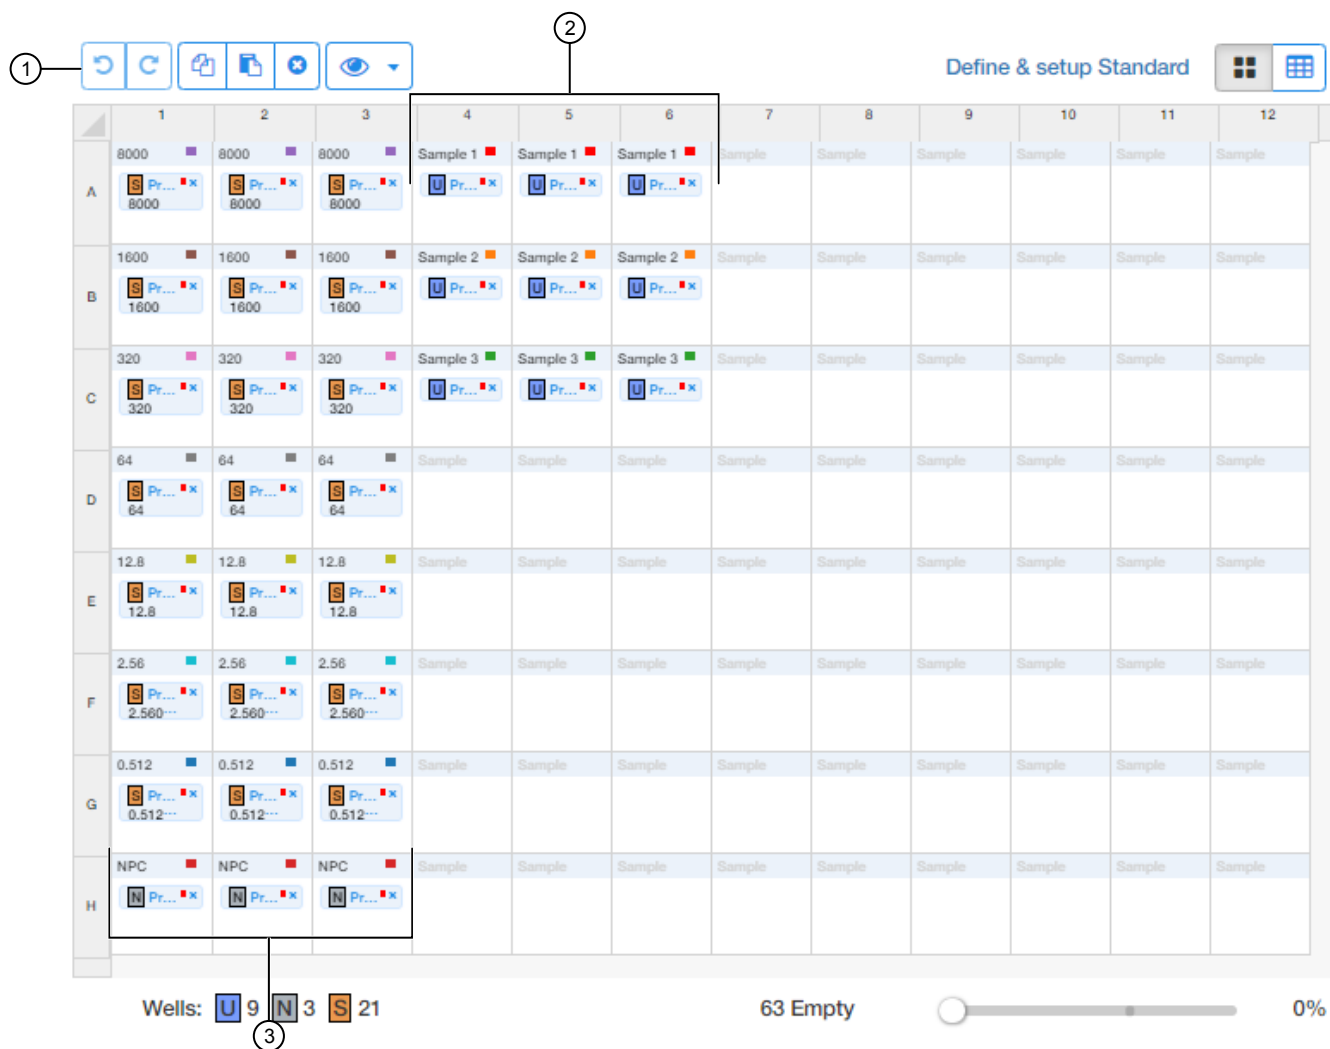 2
1
Define & setup Standard
1 2 3 4 5 6 7 8 9 10 11 12
8000 8000 8000 Sample 1 Sample 1 Sample 1 Sample Sample Sample Sample Sample Sample
A S Pr... S Pr... S Pr... U Pr... U Pr... U Pr...
8000 8000 8000
1600 1600 1600 Sample 2 Sample 2 Sample 2 Sample Sample Sample Sample Sample Sample
B S Pr... S Pr... S Pr... U Pr... U Pr... U Pr...
1600 1600 1600
320 320 320 Sample 3 Sample 3 Sample 3 Sample Sample Sample Sample Sample Sample
C S Pr... S Pr... S Pr... U Pr... U Pr... U Pr...
320 320 320
64 64 64 Sample Sample Sample Sample Sample Sample Sample Sample Sample
D S Pr... S Pr... S Pr...
64 64 64
12.8 12.8 12.8 Sample Sample Sample Sample Sample Sample Sample Sample Sample
E S Pr... S Pr... S Pr...
12.8 12.8 12.8
2.56 2.56 2.56 Sample Sample Sample Sample Sample Sample Sample Sample Sample
F S Pr... S Pr... S Pr...
2.560... 2.560... 2.560...
0.512 0.512 0.512 Sample Sample Sample Sample Sample Sample Sample Sample Sample
G S Pr... S Pr... S Pr...
0.512... 0.512... 0.512...
NPC NPC NPC Sample Sample Sample Sample Sample Sample Sample Sample Sample
H N Pr... N Pr... N Pr...
Wells: U 9 N 3 S 21 63 Empty 0%
3